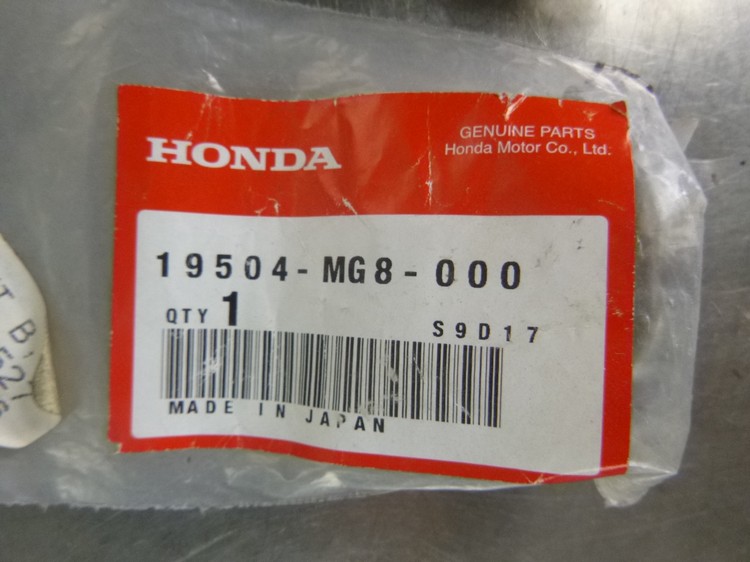 HONDA
GENUINE PARTS
Honda Motor Co., Ltd.
19504-MG8-000
QTY 1
S9D17
MADE IN JAPAN